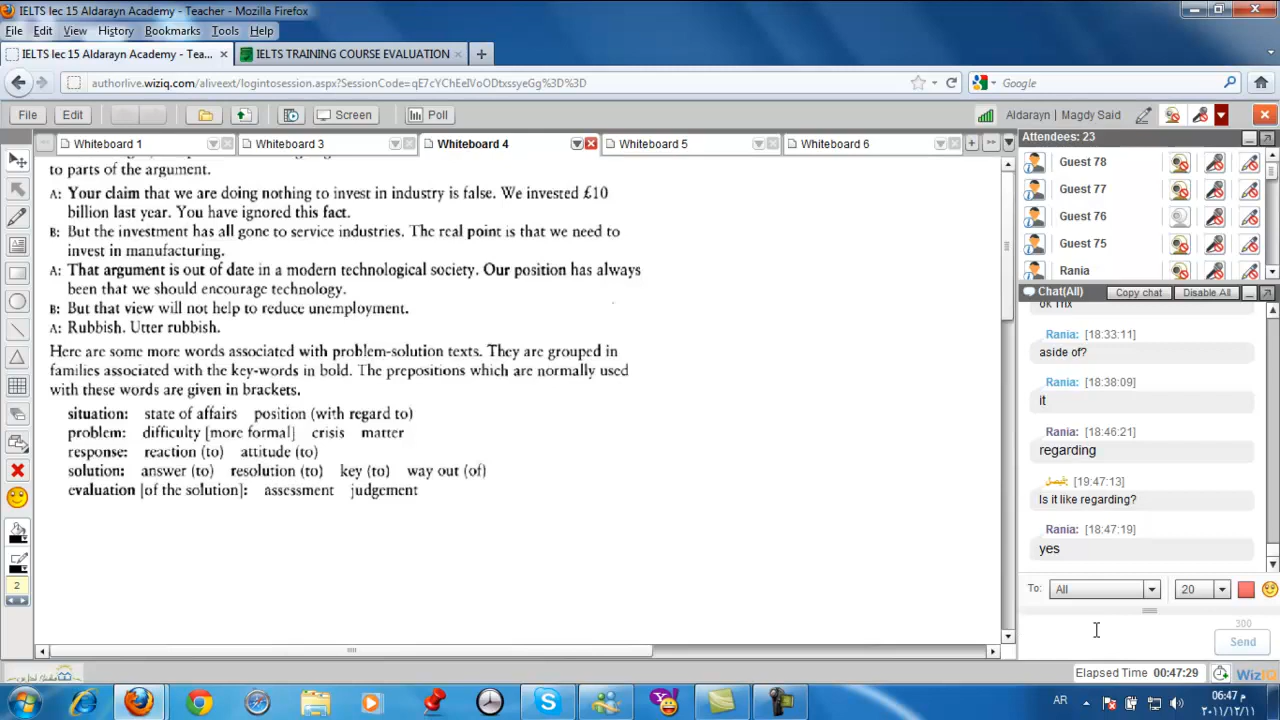 IELTS lec 15 Aldarayn Academy - Teacher - Mozilla Firefox
File Edit View History Bookmarks Tools Help
IELTS lec 15 Aldarayn Academy - Tea...
IELTS TRAINING COURSE EVALUATION
authorlive.wiziq.com/aliveext/logintosession.aspx?SessionCode=qE7cYChEelVoODtxssyeGg%3D%3D
Google
File Edit Screen Poll
Aldarayn | Magdy Said
Whiteboard 1 Whiteboard 3 Whiteboard 4 Whiteboard 5 Whiteboard 6
to parts of the argument.
A: Your claim that we are doing nothing to invest in industry is false. We invested £10
billion last year. You have ignored this fact.
B: But the investment has all gone to service industries. The real point is that we need to
invest in manufacturing.
A: That argument is out of date in a modern technological society. Our position has always
been that we should encourage technology.
B: But that view will not help to reduce unemployment.
A: Rubbish. Utter rubbish.
Here are some more words associated with problem-solution texts. They are grouped in
families associated with the key-words in bold. The prepositions which are normally used
with these words are given in brackets.
situation: state of affairs position (with regard to)
problem: difficulty [more formal] crisis matter
response: reaction (to) attitude (to)
solution: answer (to) resolution (to) key (to) way out (of)
evaluation [of the solution]: assessment judgement
2
Attendees: 23
Guest 78
Guest 77
Guest 76
Guest 75
Rania
Chat(All) Copy chat Disable All
ok Tnx
Rania: [18:33:11]
aside of?
Rania: [18:38:09]
it
Rania: [18:46:21]
regarding
[19:47:13]
Is it like regarding?
Rania: [18:47:19]
yes
To: All 20
300
Send
Elapsed Time 00:47:29 WizIQ
AR
06:47 م
٢٠١١/١٢/١١